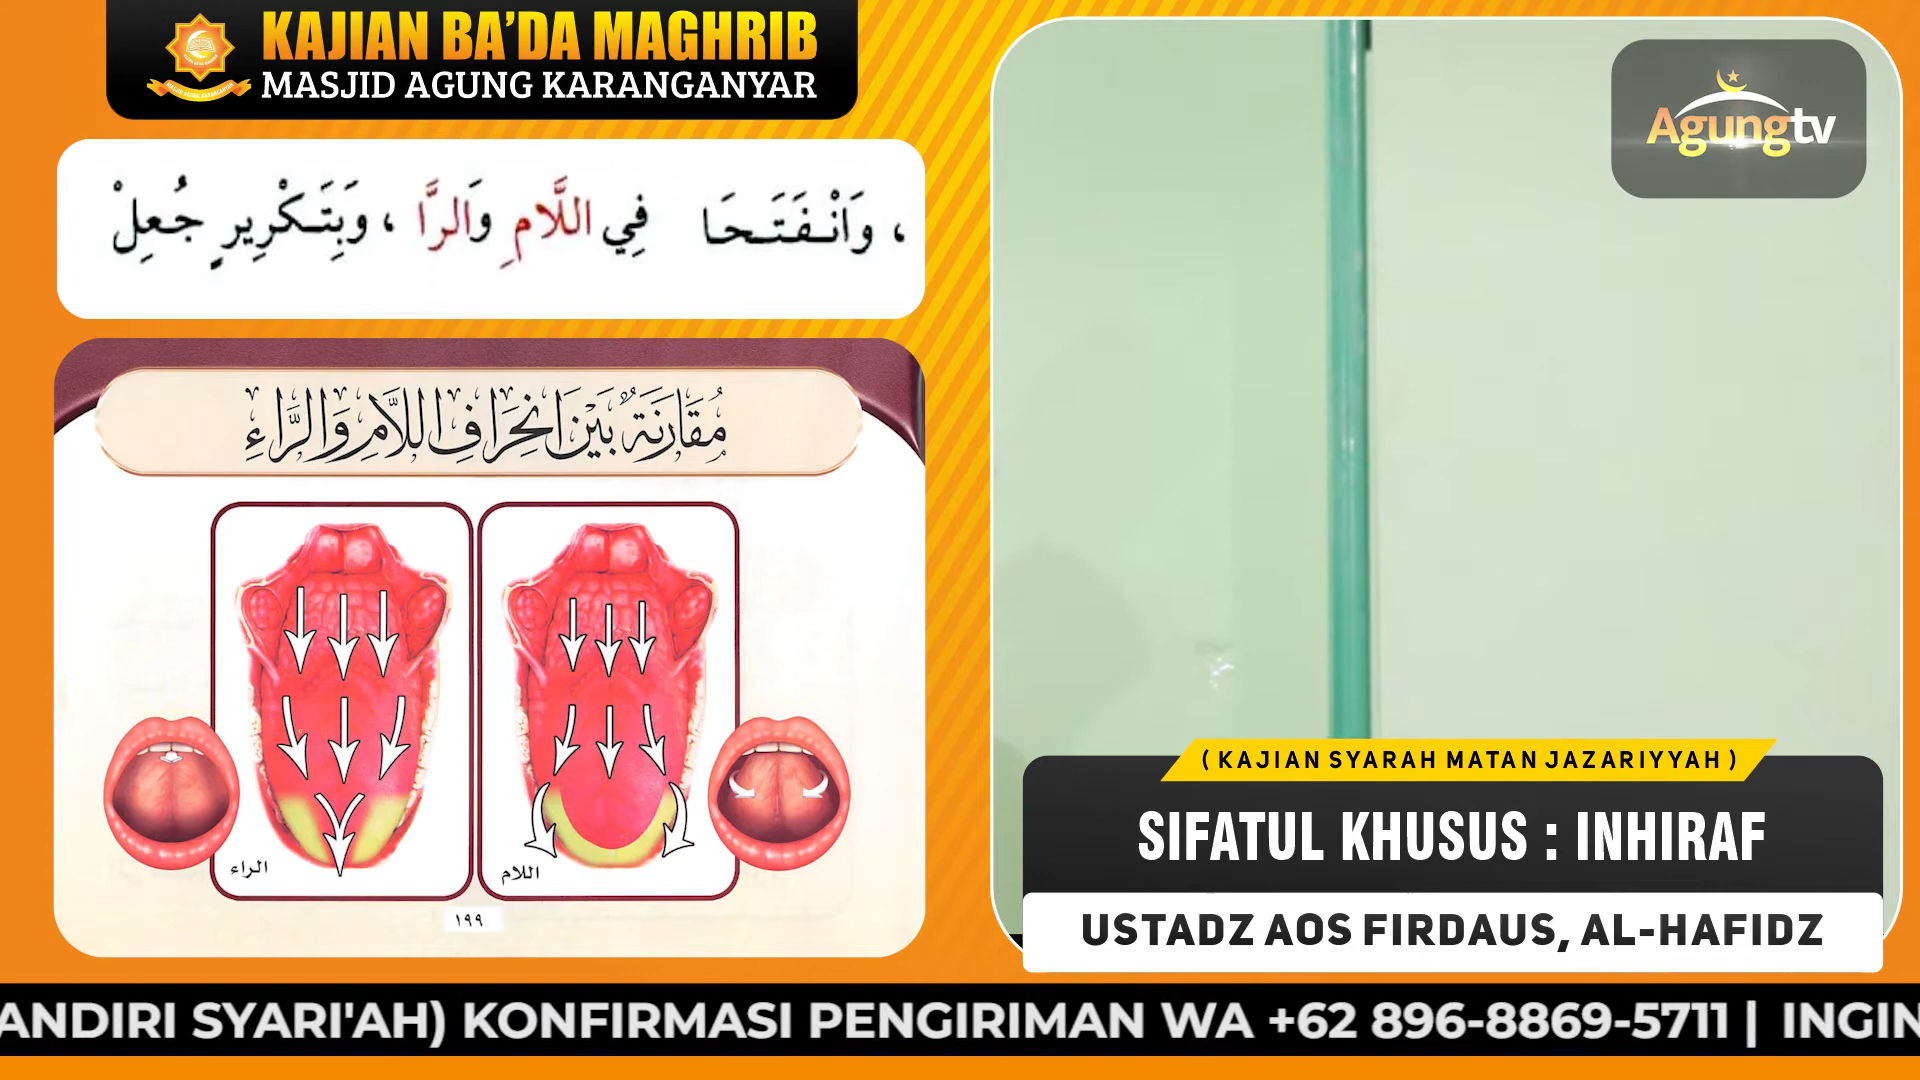 KAJIAN BA’DA MAGHRIB
MASJID AGUNG KARANGANYAR
، وَانْفَتَحَا فِي اللَّامِ وَالرَّا ، وَبِتَكْرِيرٍ جُعِلْ
مُقَارَنَةٌ بَيْنَ انْحِرَافِ اللَّامِ وَالرَّاءِ
الراء
اللام
١٩٩
Agungtv
( KAJIAN SYARAH MATAN JAZARIYYAH )
SIFATUL KHUSUS : INHIRAF
USTADZ AOS FIRDAUS, AL-HAFIDZ
ANDIRI SYARI'AH) KONFIRMASI PENGIRIMAN WA +62 896-8869-5711 | INGIN